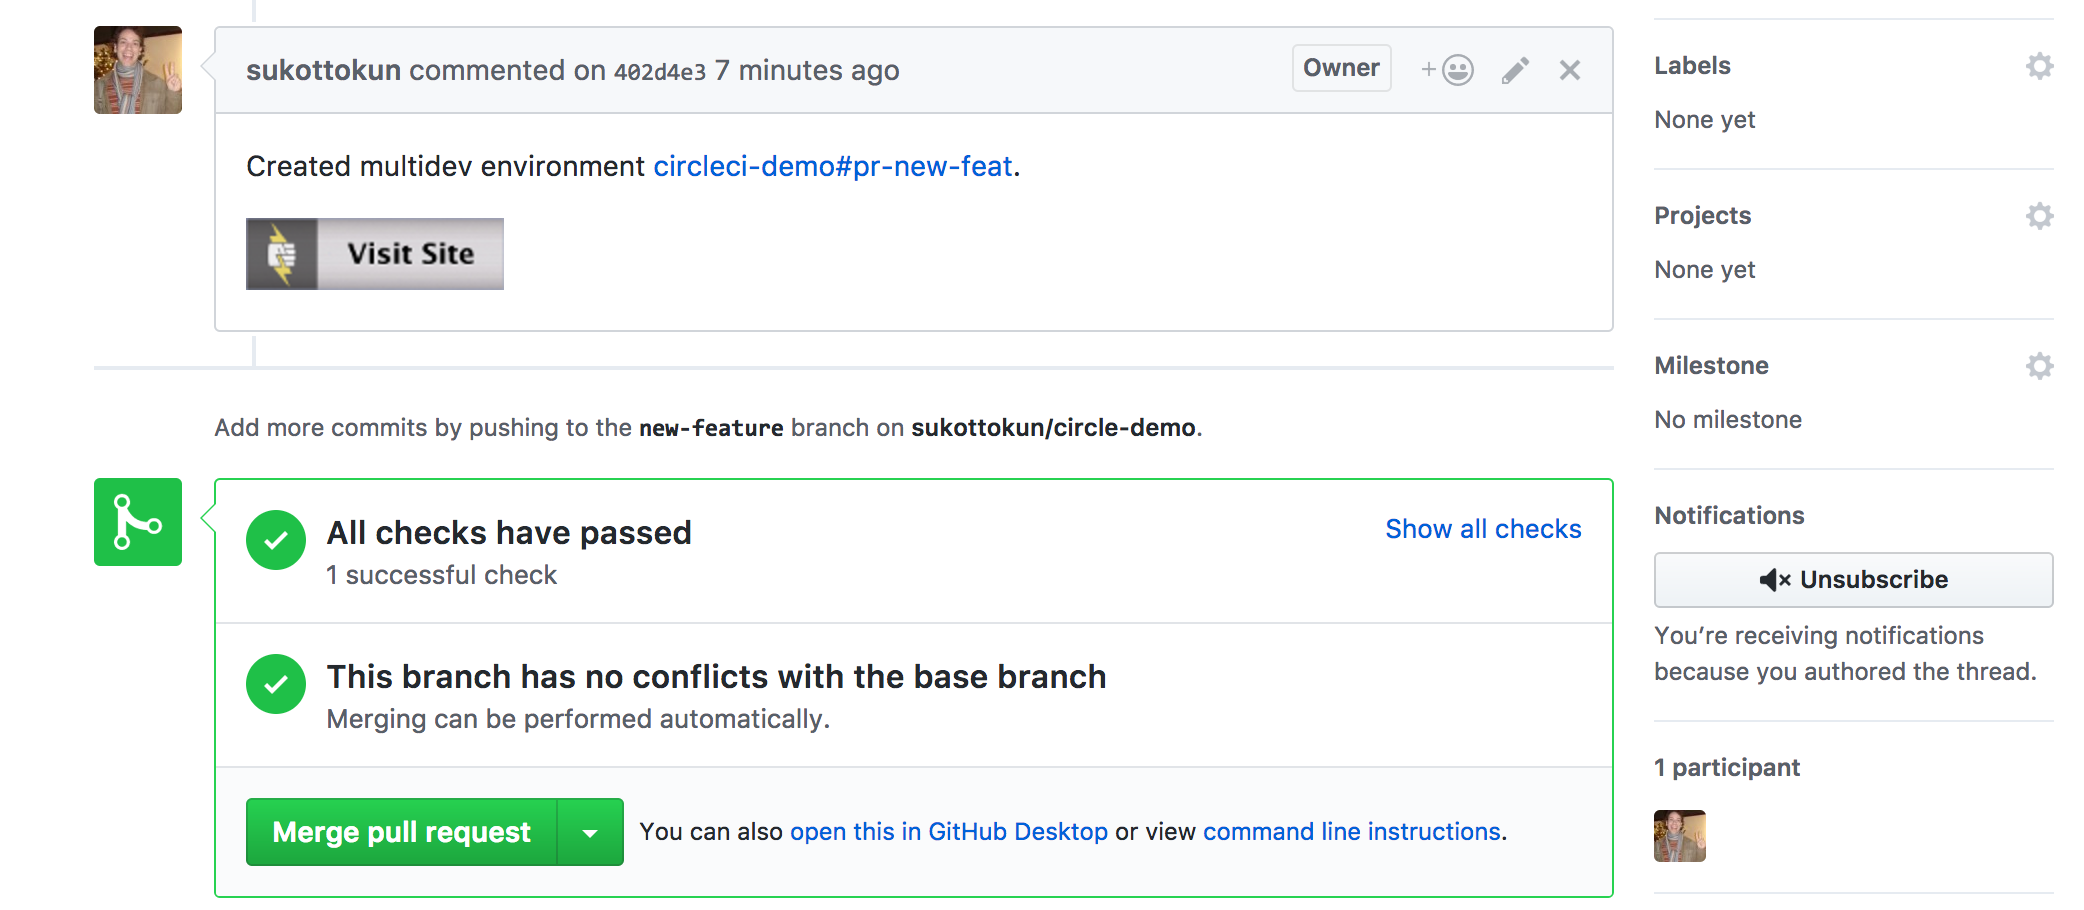 sukottokun commented on 402d4e3 7 minutes ago
Owner
Created multidev environment circleci-demo#pr-new-feat.
Visit Site
Add more commits by pushing to the new-feature branch on sukottokun/circle-demo.
All checks have passed
Show all checks
1 successful check
This branch has no conflicts with the base branch
Merging can be performed automatically.
Merge pull request
You can also open this in GitHub Desktop or view command line instructions.
Labels
None yet
Projects
None yet
Milestone
No milestone
Notifications
Unsubscribe
You’re receiving notifications
because you authored the thread.
1 participant